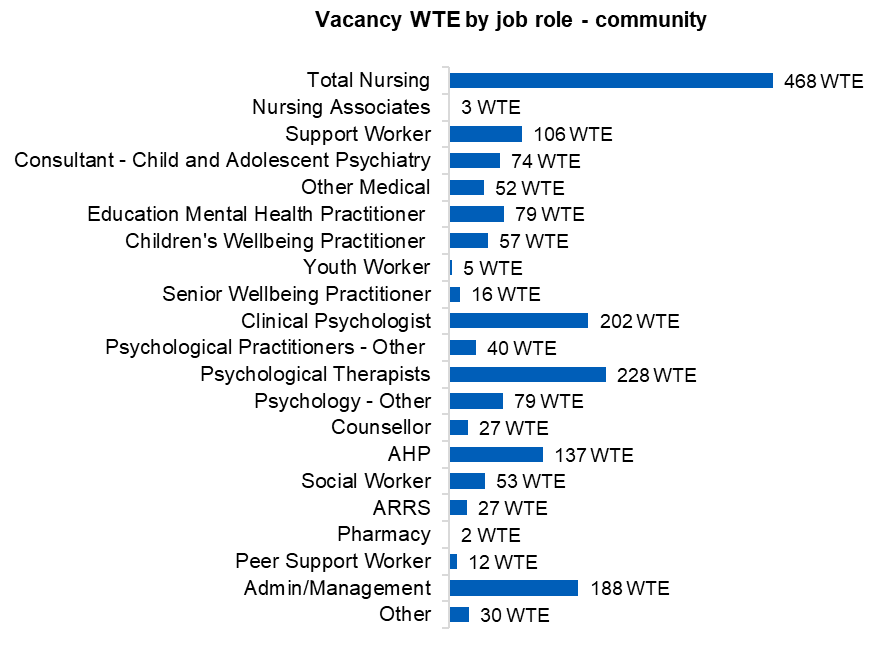 Vacancy WTE by job role - community
Total Nursing 468 WTE
Nursing Associates 3 WTE
Support Worker 106 WTE
Consultant - Child and Adolescent Psychiatry 74 WTE
Other Medical 52 WTE
Education Mental Health Practitioner 79 WTE
Children's Wellbeing Practitioner 57 WTE
Youth Worker 5 WTE
Senior Wellbeing Practitioner 16 WTE
Clinical Psychologist 202 WTE
Psychological Practitioners - Other 40 WTE
Psychological Therapists 228 WTE
Psychology - Other 79 WTE
Counsellor 27 WTE
AHP 137 WTE
Social Worker 53 WTE
ARRS 27 WTE
Pharmacy 2 WTE
Peer Support Worker 12 WTE
Admin/Management 188 WTE
Other 30 WTE